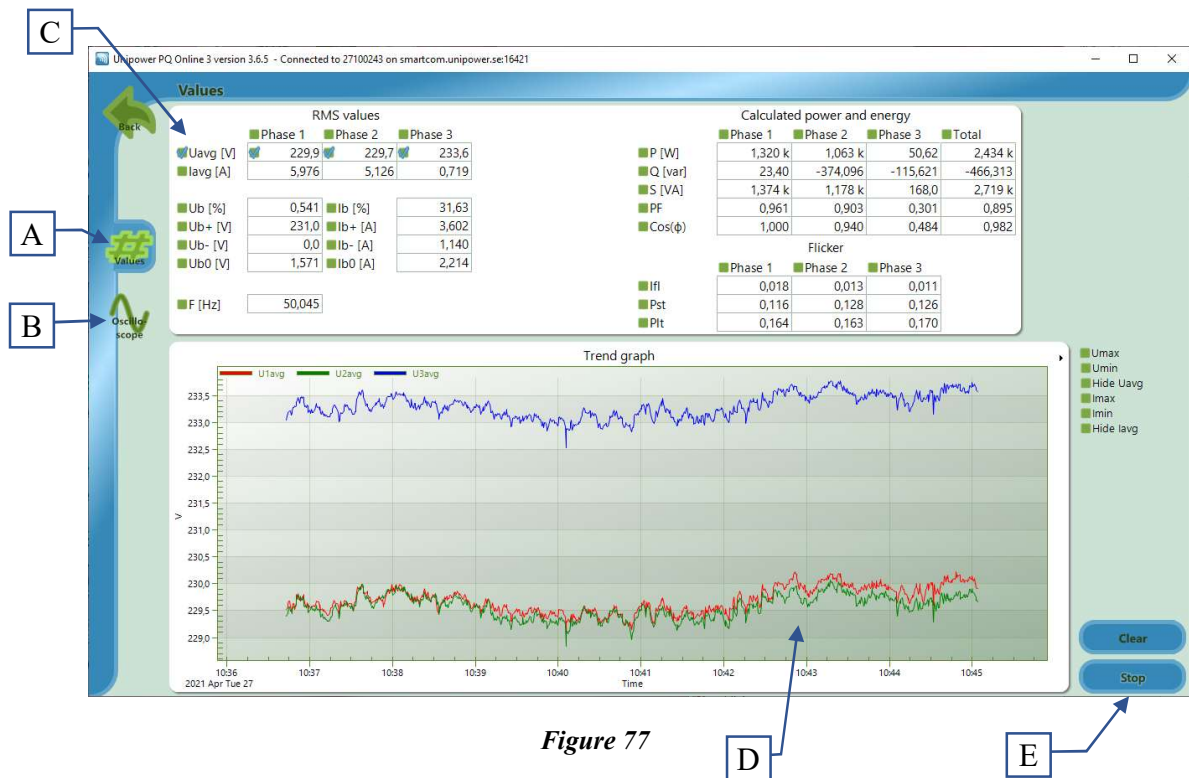 C
Unipower PQ Online 3 version 3.6.5 - Connected to 27100243 on smartcom.unipower.se:16421
Values
Back
RMS values
Phase 1 Phase 2 Phase 3
Uavg [V] 229,9 229,7 233,6
Iavg [A] 5,976 5,126 0,719
Ub [%] 0,541 Ib [%] 31,63
Ub+ [V] 231,0 Ib+ [A] 3,602
Ub- [V] 0,0 Ib- [A] 1,140
Ub0 [V] 1,571 Ib0 [A] 2,214
F [Hz] 50,045
Calculated power and energy
Phase 1 Phase 2 Phase 3 Total
P [W] 1,320 k 1,063 k 50,62 2,434 k
Q [var] 23,40 -374,096 -115,621 -466,313
S [VA] 1,374 k 1,178 k 168,0 2,719 k
PF 0,961 0,903 0,301 0,895
Cos(ϕ) 1,000 0,940 0,484 0,982
Flicker
Phase 1 Phase 2 Phase 3
Ifl 0,018 0,013 0,011
Pst 0,116 0,128 0,126
Plt 0,164 0,163 0,170
A
#
Values
B
Oscillo-
scope
Trend graph
U1avg U2avg U3avg
233,5
233,0
232,5
232,0
231,5
231,0
230,5
230,0
229,5
229,0
V
10:36 10:37 10:38 10:39 10:40 10:41 10:42 10:43 10:44 10:45
2021 Apr Tue 27
Time
Umax
Umin
Hide Uavg
Imax
Imin
Hide Iavg
Clear
Stop
Figure 77
D
E